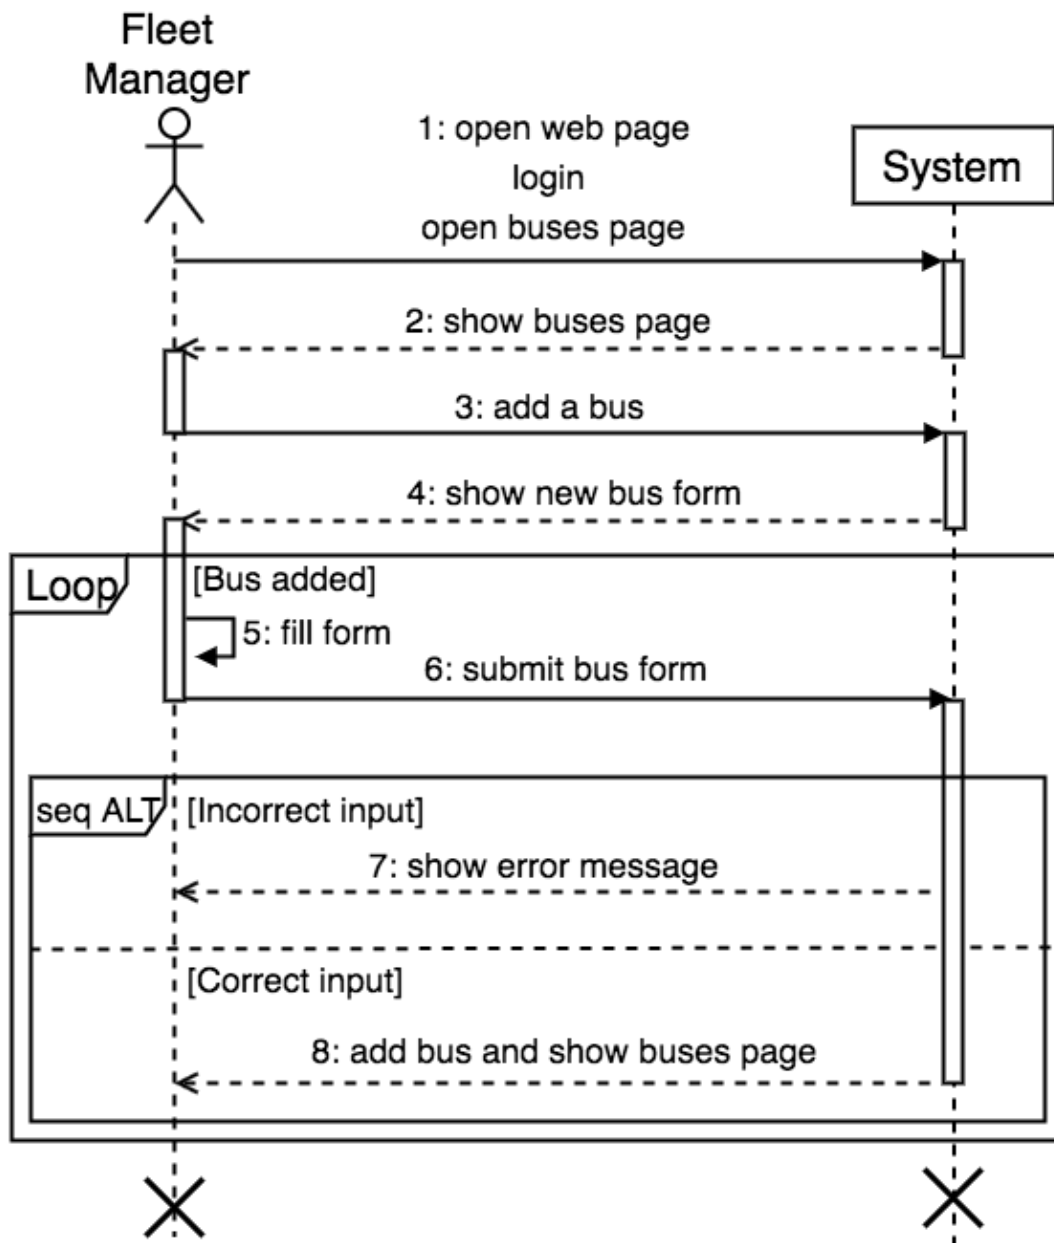 Fleet
Manager
1: open web page
login
open buses page
System
2: show buses page
3: add a bus
4: show new bus form
Loop
[Bus added]
5: fill form
6: submit bus form
seq ALT
[Incorrect input]
7: show error message
[Correct input]
8: add bus and show buses page